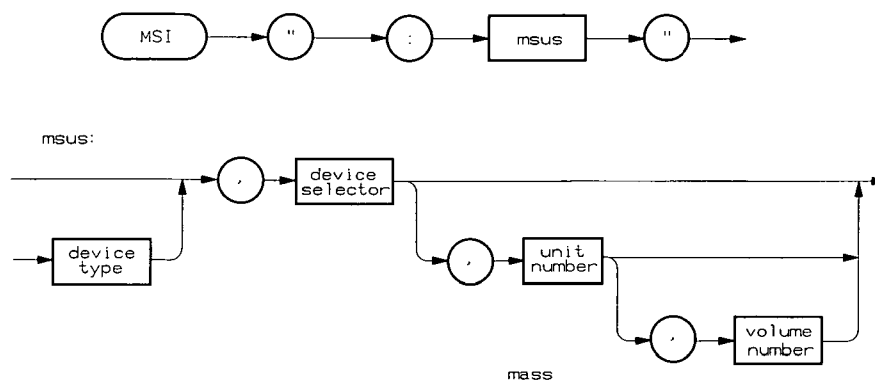 MSI " : msus "
msus:
, device selector
device type
, unit number
, volume number
mass